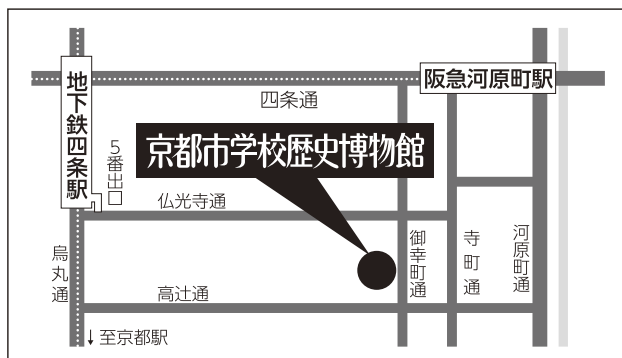 阪急河原町駅
地下鉄四条駅
四条通
京都市学校歴史博物館
5番出口
仏光寺通
烏丸通
御幸町通
寺町通
河原町通
高辻通
↓至京都駅